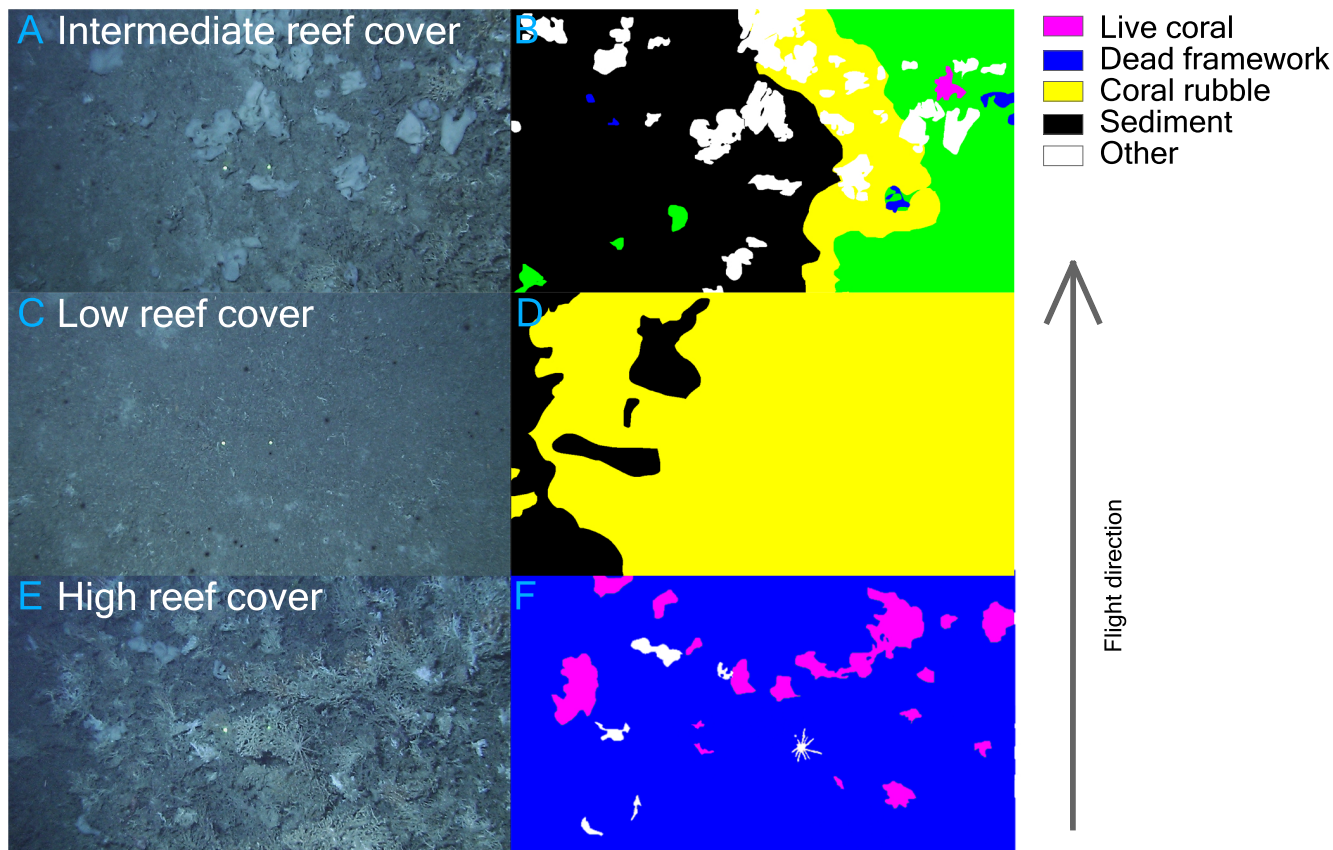 A Intermediate reef cover
B
C Low reef cover
D
E High reef cover
F
Live coral
Dead framework
Coral rubble
Sediment
Other
Flight direction